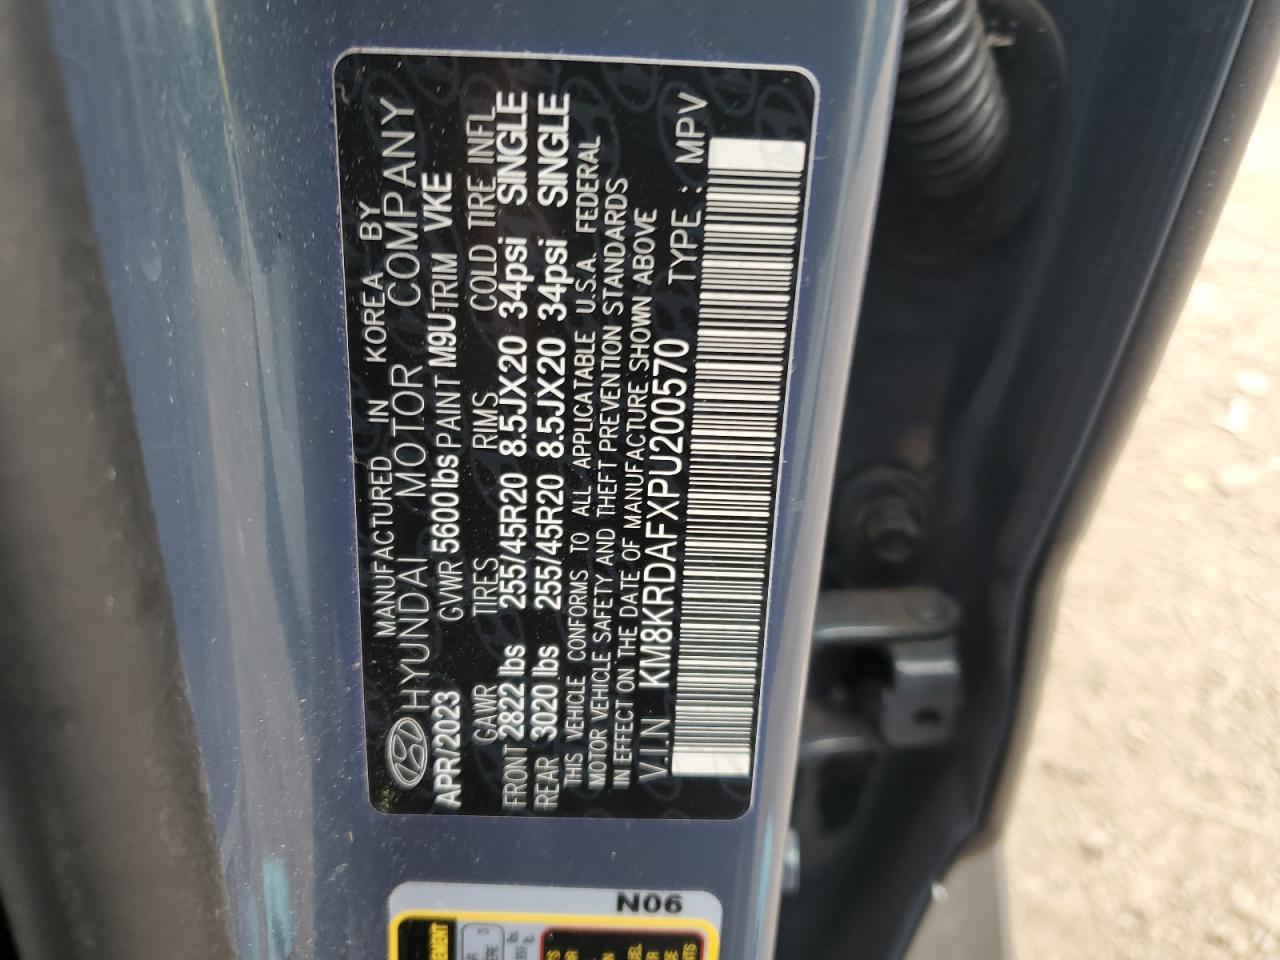 MANUFACTURED IN KOREA BY
HYUNDAI MOTOR COMPANY
APR/2023 GVWR 5600 lbs PAINT M9U TRIM VKE
GAWR TIRES RIMS COLD TIRE INFL
FRONT 2822 lbs 255/45R20 8.5JX20 34psi SINGLE
REAR 3020 lbs 255/45R20 8.5JX20 34psi SINGLE
THIS VEHICLE CONFORMS TO ALL APPLICATABLE U.S.A. FEDERAL
MOTOR VEHICLE SAFETY AND THEFT PREVENTION STANDARDS
IN EFFECT ON THE DATE OF MANUFACTURE SHOWN ABOVE
V.I.N KM8KRDAFXPU200570 TYPE : MPV
N06